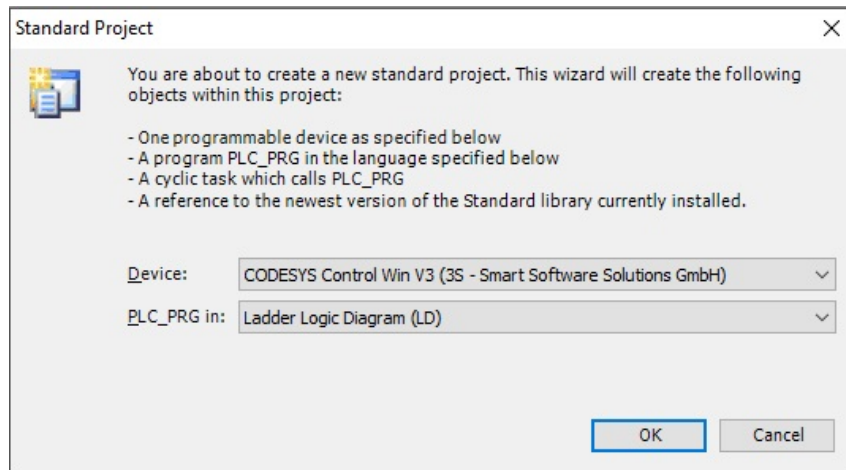 Standard Project
You are about to create a new standard project. This wizard will create the following
objects within this project:
- One programmable device as specified below
- A program PLC_PRG in the language specified below
- A cyclic task which calls PLC_PRG
- A reference to the newest version of the Standard library currently installed.
Device: CODESYS Control Win V3 (3S - Smart Software Solutions GmbH)
PLC_PRG in: Ladder Logic Diagram (LD)
OK Cancel